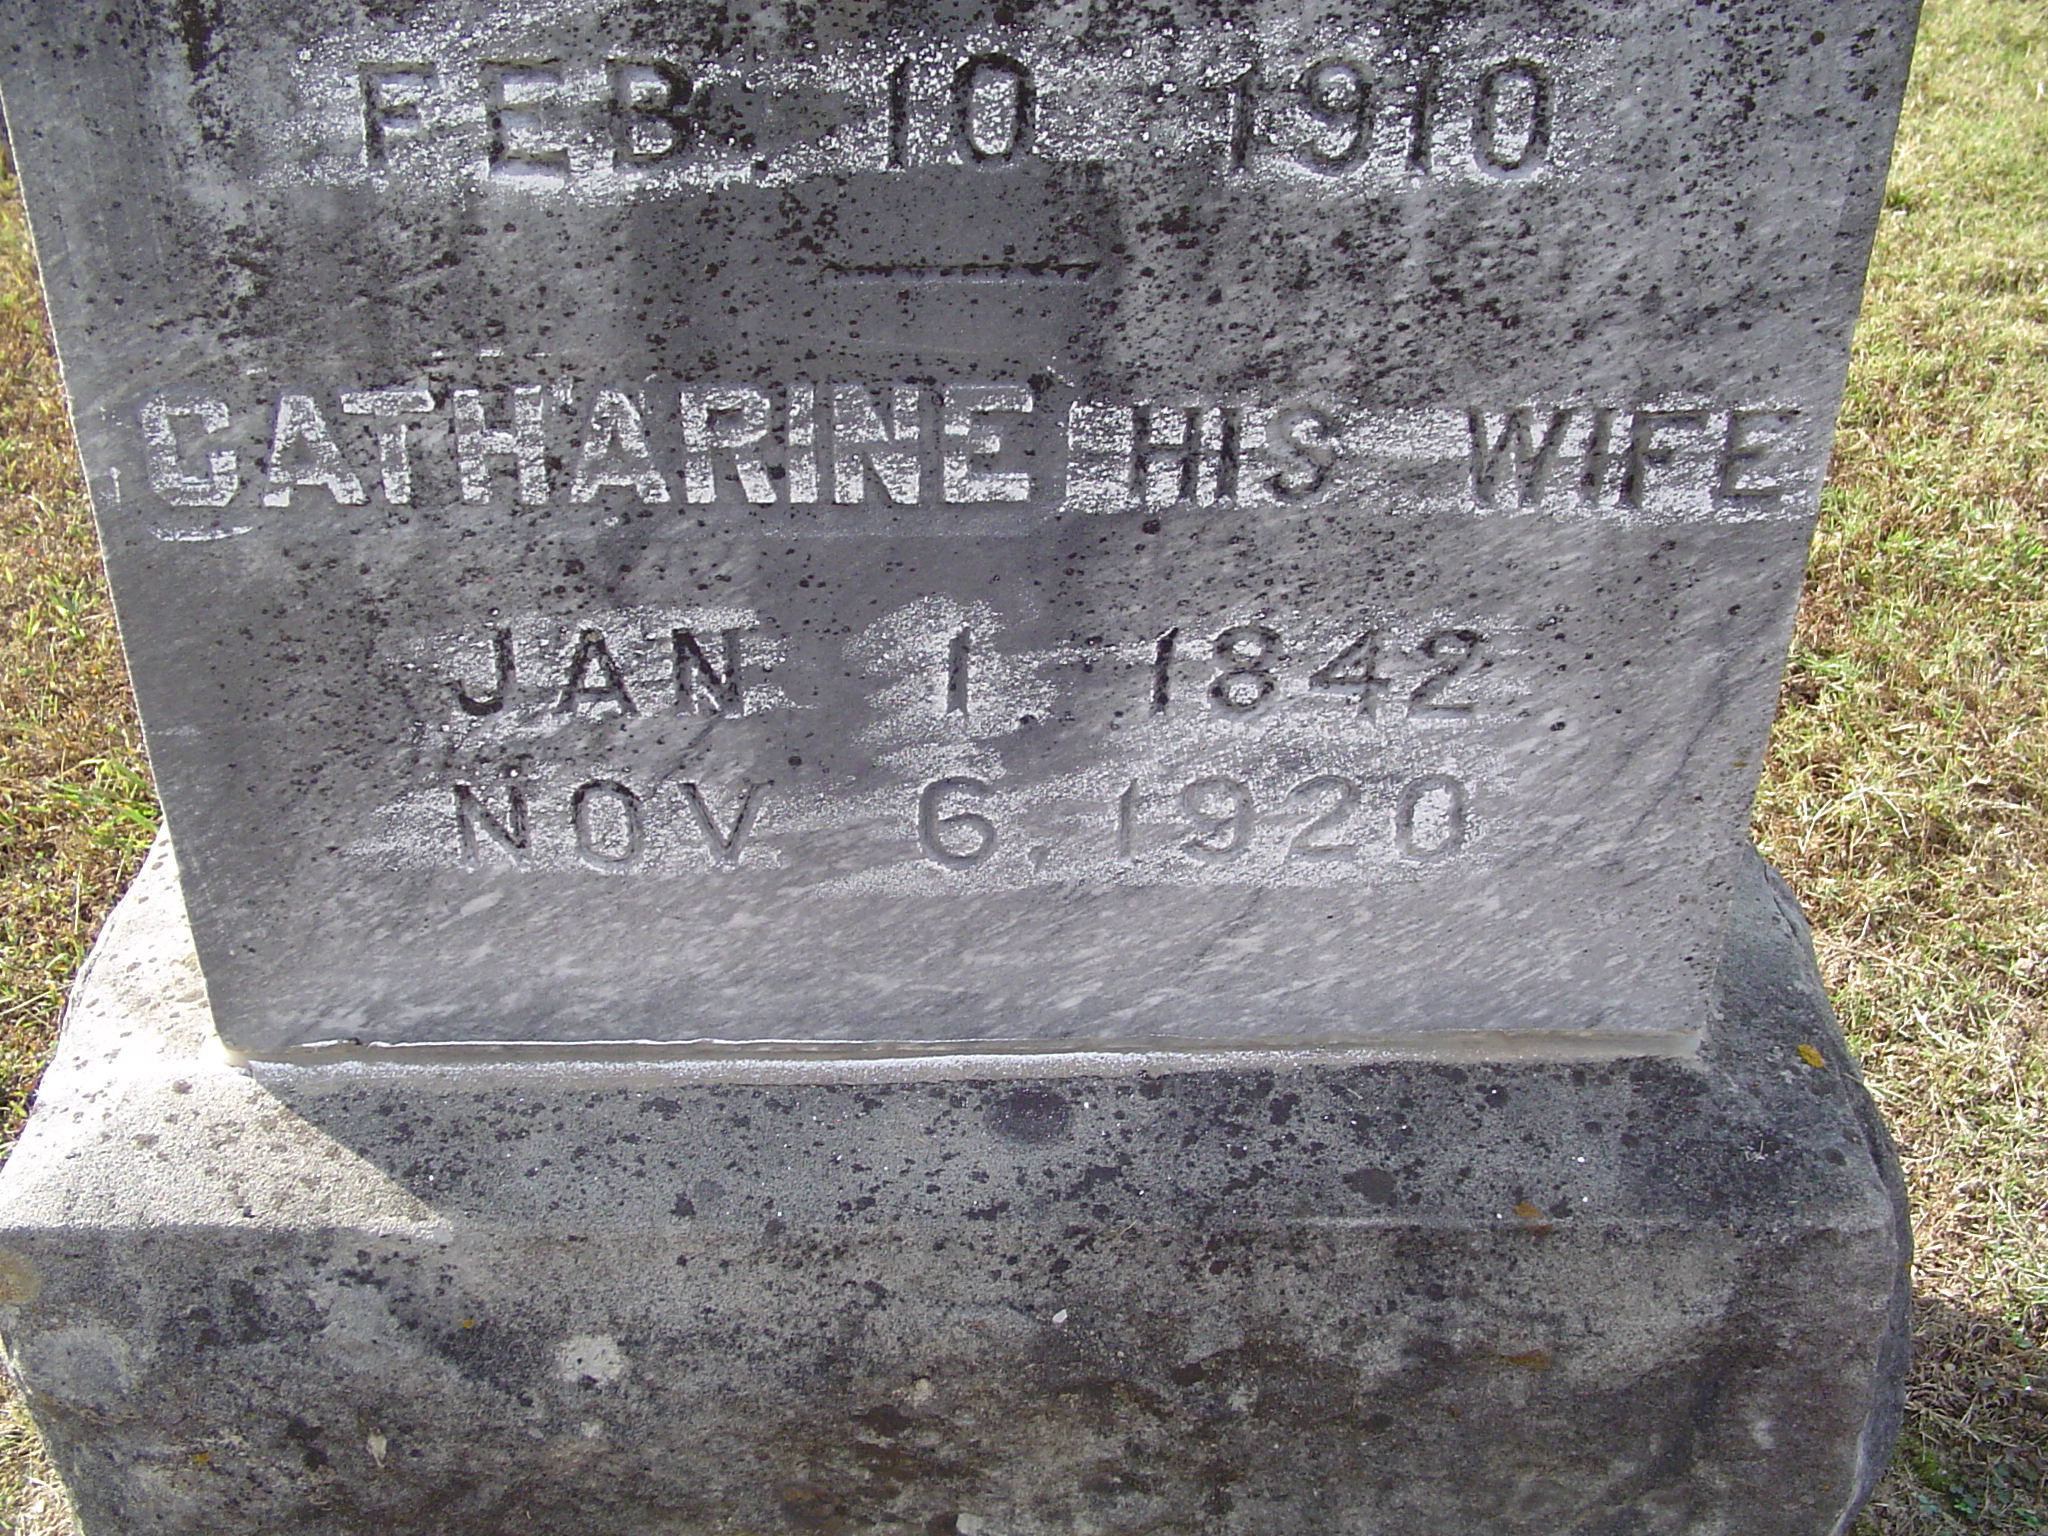 FEB. 10, 1910
CATHARINE HIS WIFE
JAN. 1, 1842
NOV. 6, 1920